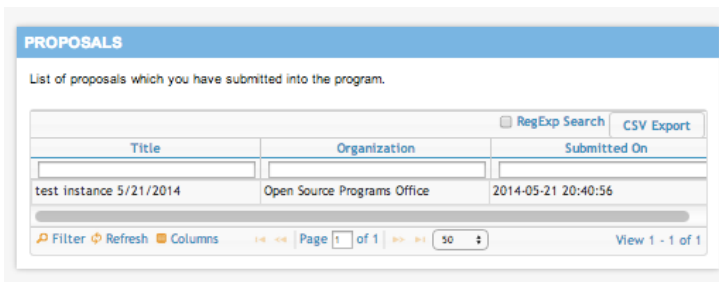 PROPOSALS
List of proposals which you have submitted into the program.
RegExp Search CSV Export
Title Organization Submitted On
test instance 5/21/2014 Open Source Programs Office 2014-05-21 20:40:56
Filter Refresh Columns Page 1 of 1 50 View 1 - 1 of 1